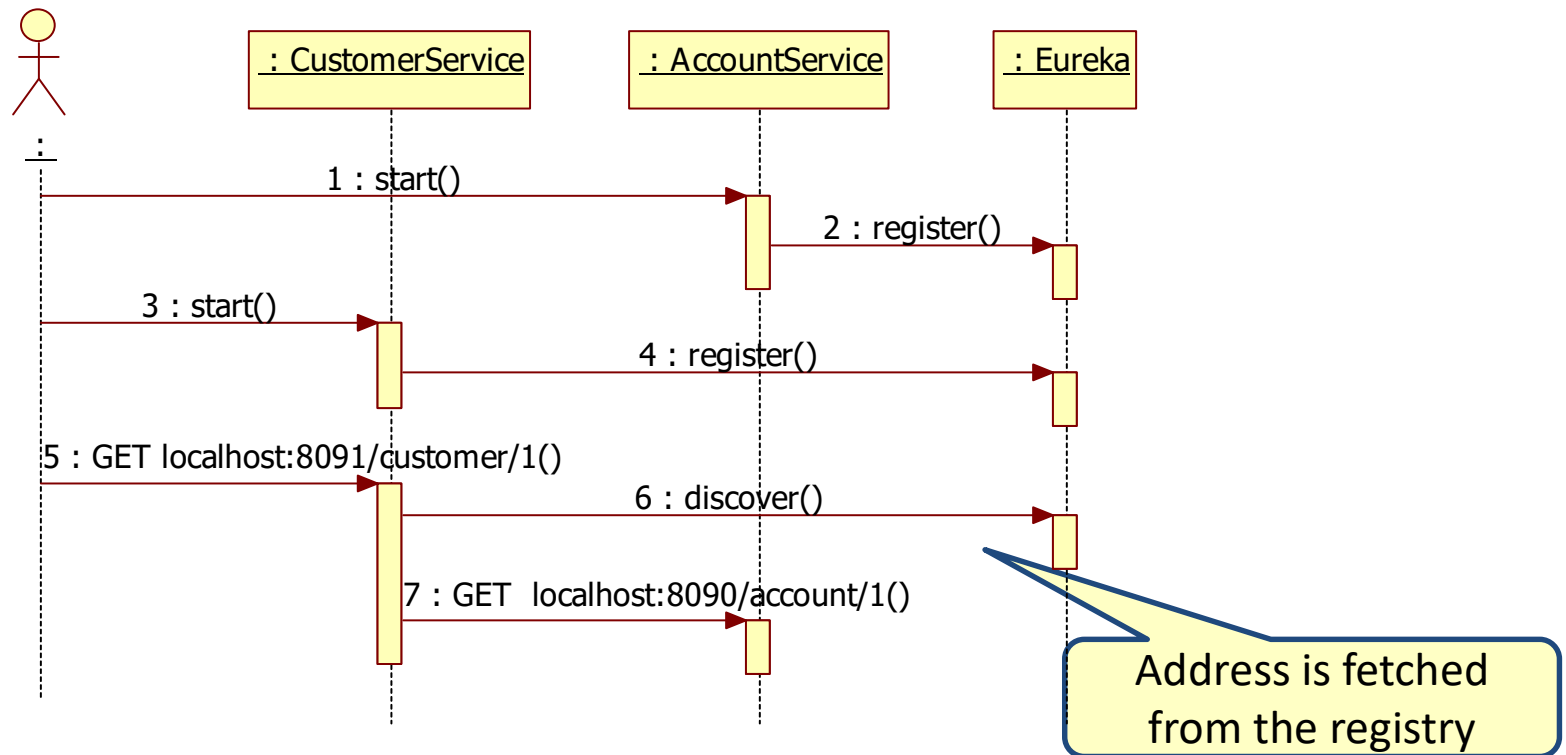 : CustomerService
: AccountService
: Eureka
:
1 : start()
2 : register()
3 : start()
4 : register()
5 : GET localhost:8091/customer/1()
6 : discover()
7 : GET localhost:8090/account/1()
Address is fetched
from the registry